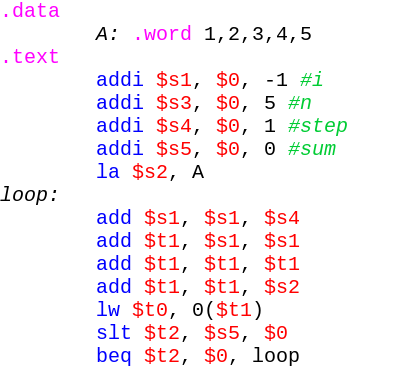 .data
A: .word 1,2,3,4,5
.text
addi $s1, $0, -1 #i
addi $s3, $0, 5 #n
addi $s4, $0, 1 #step
addi $s5, $0, 0 #sum
la $s2, A
loop:
add $s1, $s1, $s4
add $t1, $s1, $s1
add $t1, $t1, $t1
add $t1, $t1, $s2
lw $t0, 0($t1)
slt $t2, $s5, $0
beq $t2, $0, loop